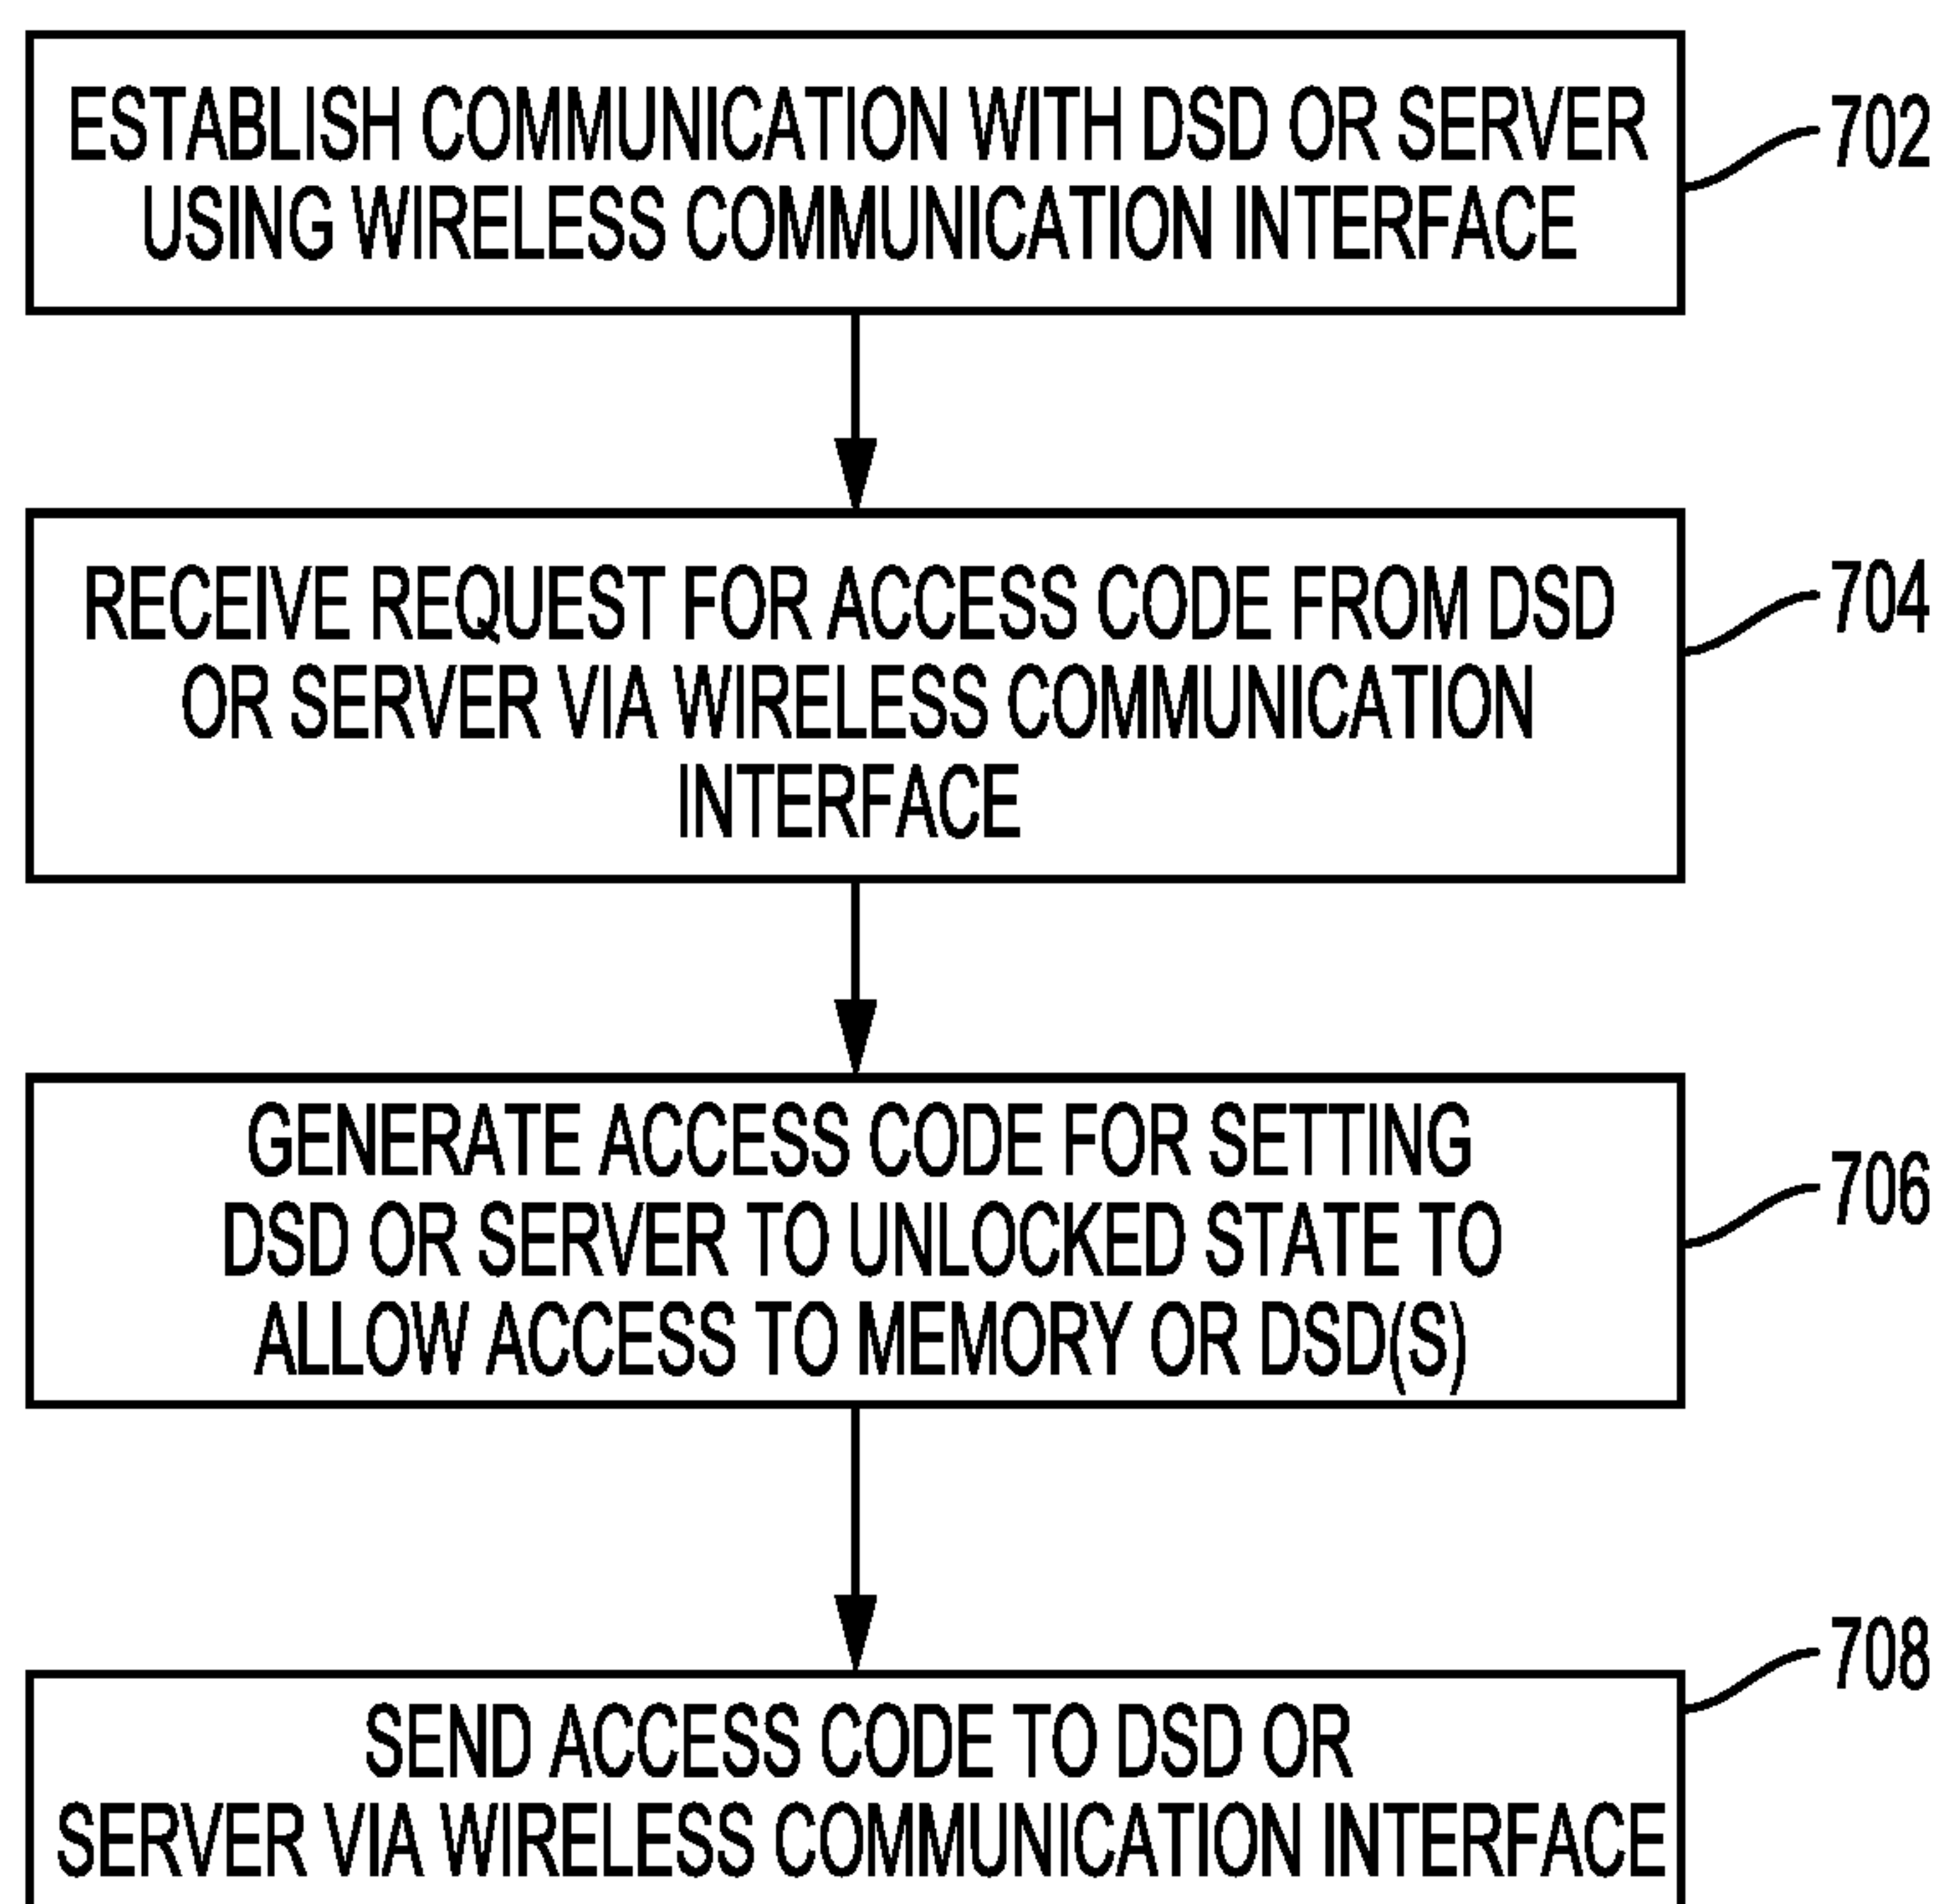 ESTABLISH COMMUNICATION WITH DSD OR SERVER
USING WIRELESS COMMUNICATION INTERFACE
702
RECEIVE REQUEST FOR ACCESS CODE FROM DSD
OR SERVER VIA WIRELESS COMMUNICATION
INTERFACE
704
GENERATE ACCESS CODE FOR SETTING
DSD OR SERVER TO UNLOCKED STATE TO
ALLOW ACCESS TO MEMORY OR DSD(S)
706
SEND ACCESS CODE TO DSD OR
SERVER VIA WIRELESS COMMUNICATION INTERFACE
708